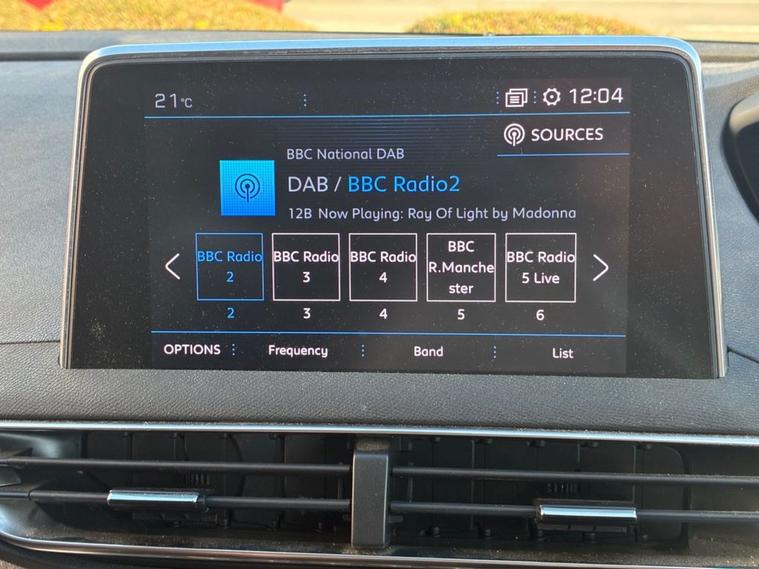 21°C
12:04
SOURCES
BBC National DAB
DAB / BBC Radio2
12B Now Playing: Ray Of Light by Madonna
BBC Radio
2
BBC Radio
3
BBC Radio
4
BBC
R.Manche
ster
BBC Radio
5 Live
2 3 4 5 6
OPTIONS Frequency Band List